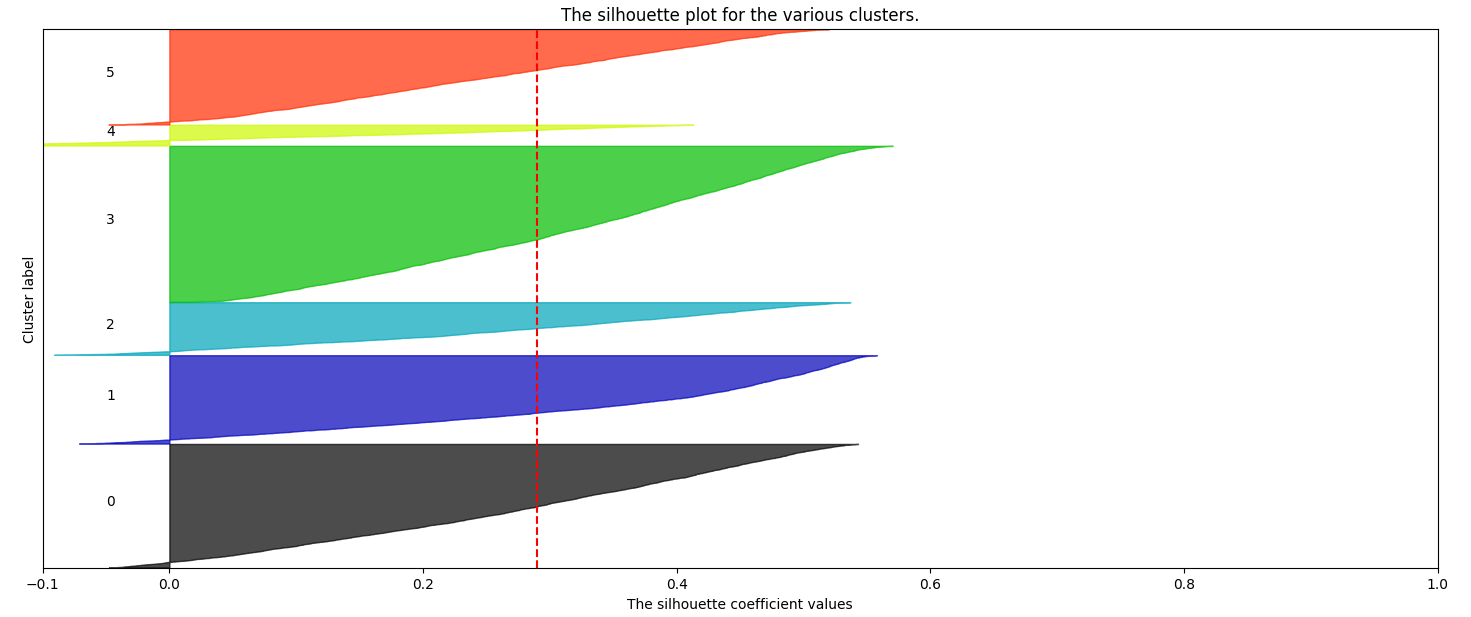 The silhouette plot for the various clusters.
5
4
3
2
1
0
Cluster label
−0.1 0.0 0.2 0.4 0.6 0.8 1.0
The silhouette coefficient values